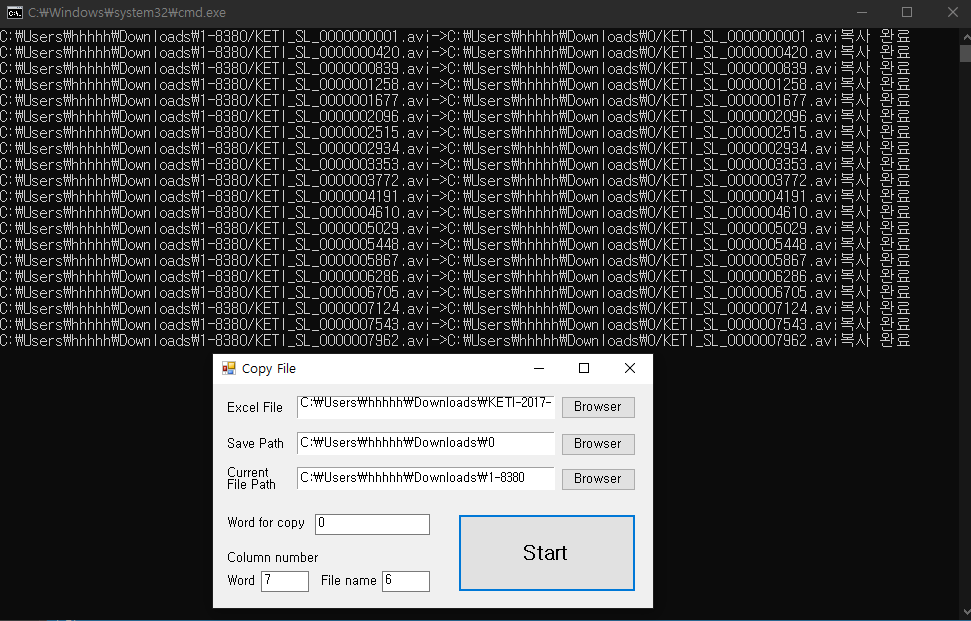 C:₩Windows₩system32₩cmd.exe
C:₩Users₩hhhhh₩Downloads₩1-8380/KETI_SL_0000000001.avi->C:₩Users₩hhhhh₩Downloads₩0/KETI_SL_0000000001.avi복사 완료
C:₩Users₩hhhhh₩Downloads₩1-8380/KETI_SL_0000000420.avi->C:₩Users₩hhhhh₩Downloads₩0/KETI_SL_0000000420.avi복사 완료
C:₩Users₩hhhhh₩Downloads₩1-8380/KETI_SL_0000000839.avi->C:₩Users₩hhhhh₩Downloads₩0/KETI_SL_0000000839.avi복사 완료
C:₩Users₩hhhhh₩Downloads₩1-8380/KETI_SL_0000001258.avi->C:₩Users₩hhhhh₩Downloads₩0/KETI_SL_0000001258.avi복사 완료
C:₩Users₩hhhhh₩Downloads₩1-8380/KETI_SL_0000001677.avi->C:₩Users₩hhhhh₩Downloads₩0/KETI_SL_0000001677.avi복사 완료
C:₩Users₩hhhhh₩Downloads₩1-8380/KETI_SL_0000002096.avi->C:₩Users₩hhhhh₩Downloads₩0/KETI_SL_0000002096.avi복사 완료
C:₩Users₩hhhhh₩Downloads₩1-8380/KETI_SL_0000002515.avi->C:₩Users₩hhhhh₩Downloads₩0/KETI_SL_0000002515.avi복사 완료
C:₩Users₩hhhhh₩Downloads₩1-8380/KETI_SL_0000002934.avi->C:₩Users₩hhhhh₩Downloads₩0/KETI_SL_0000002934.avi복사 완료
C:₩Users₩hhhhh₩Downloads₩1-8380/KETI_SL_0000003353.avi->C:₩Users₩hhhhh₩Downloads₩0/KETI_SL_0000003353.avi복사 완료
C:₩Users₩hhhhh₩Downloads₩1-8380/KETI_SL_0000003772.avi->C:₩Users₩hhhhh₩Downloads₩0/KETI_SL_0000003772.avi복사 완료
C:₩Users₩hhhhh₩Downloads₩1-8380/KETI_SL_0000004191.avi->C:₩Users₩hhhhh₩Downloads₩0/KETI_SL_0000004191.avi복사 완료
C:₩Users₩hhhhh₩Downloads₩1-8380/KETI_SL_0000004610.avi->C:₩Users₩hhhhh₩Downloads₩0/KETI_SL_0000004610.avi복사 완료
C:₩Users₩hhhhh₩Downloads₩1-8380/KETI_SL_0000005029.avi->C:₩Users₩hhhhh₩Downloads₩0/KETI_SL_0000005029.avi복사 완료
C:₩Users₩hhhhh₩Downloads₩1-8380/KETI_SL_0000005448.avi->C:₩Users₩hhhhh₩Downloads₩0/KETI_SL_0000005448.avi복사 완료
C:₩Users₩hhhhh₩Downloads₩1-8380/KETI_SL_0000005867.avi->C:₩Users₩hhhhh₩Downloads₩0/KETI_SL_0000005867.avi복사 완료
C:₩Users₩hhhhh₩Downloads₩1-8380/KETI_SL_0000006286.avi->C:₩Users₩hhhhh₩Downloads₩0/KETI_SL_0000006286.avi복사 완료
C:₩Users₩hhhhh₩Downloads₩1-8380/KETI_SL_0000006705.avi->C:₩Users₩hhhhh₩Downloads₩0/KETI_SL_0000006705.avi복사 완료
C:₩Users₩hhhhh₩Downloads₩1-8380/KETI_SL_0000007124.avi->C:₩Users₩hhhhh₩Downloads₩0/KETI_SL_0000007124.avi복사 완료
C:₩Users₩hhhhh₩Downloads₩1-8380/KETI_SL_0000007543.avi->C:₩Users₩hhhhh₩Downloads₩0/KETI_SL_0000007543.avi복사 완료
C:₩Users₩hhhhh₩Downloads₩1-8380/KETI_SL_0000007962.avi->C:₩Users₩hhhhh₩Downloads₩0/KETI_SL_0000007962.avi복사 완료
Copy File
Excel File C:₩Users₩hhhhh₩Downloads₩KETI-2017- Browser
Save Path C:₩Users₩hhhhh₩Downloads₩0 Browser
Current
File Path C:₩Users₩hhhhh₩Downloads₩1-8380 Browser
Word for copy 0
Column number
Word 7 File name 6
Start